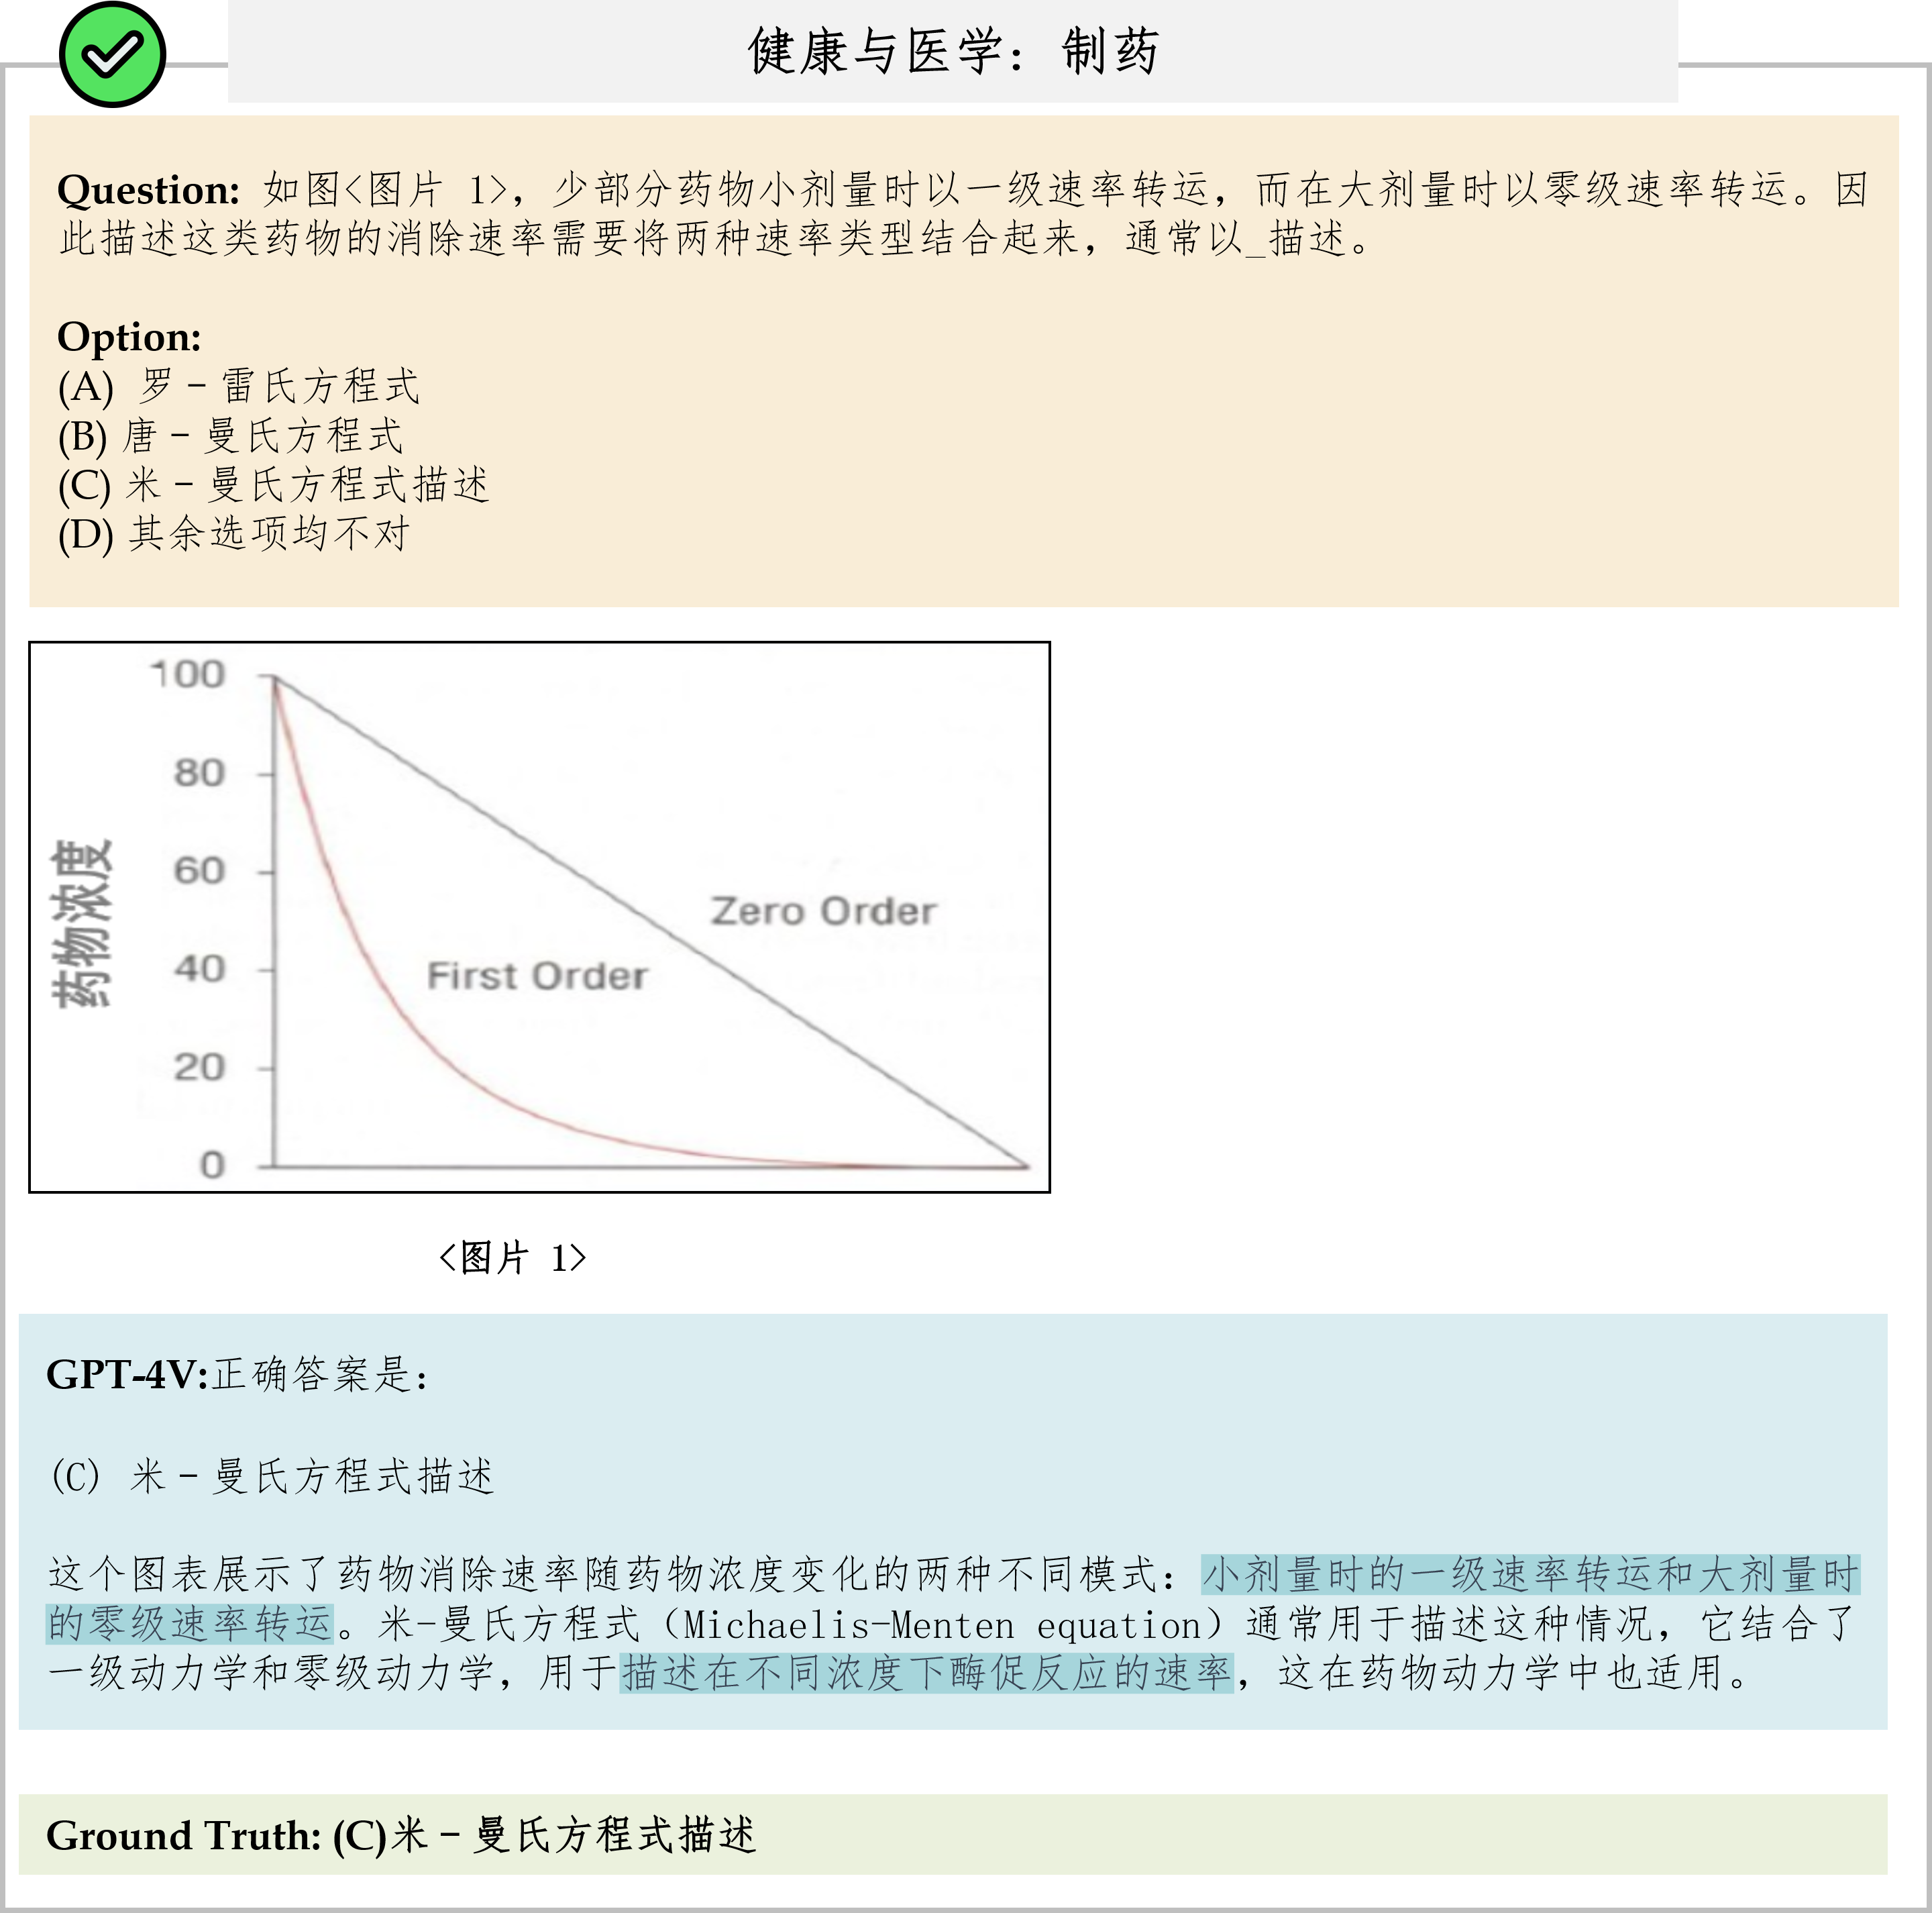 健康与医学：制药
Question: 如图<图片 1>，少部分药物小剂量时以一级速率转运，而在大剂量时以零级速率转运。因
此描述这类药物的消除速率需要将两种速率类型结合起来，通常以_描述。
Option:
(A) 罗－雷氏方程式
(B) 唐－曼氏方程式
(C) 米－曼氏方程式描述
(D) 其余选项均不对
100
80
60
40
20
0
药物浓度
Zero Order
First Order
<图片 1>
GPT-4V:正确答案是：
(C) 米－曼氏方程式描述
这个图表展示了药物消除速率随药物浓度变化的两种不同模式：小剂量时的一级速率转运和大剂量时
的零级速率转运。米-曼氏方程式（Michaelis-Menten equation）通常用于描述这种情况，它结合了
一级动力学和零级动力学，用于描述在不同浓度下酶促反应的速率，这在药物动力学中也适用。
Ground Truth: (C)米－曼氏方程式描述